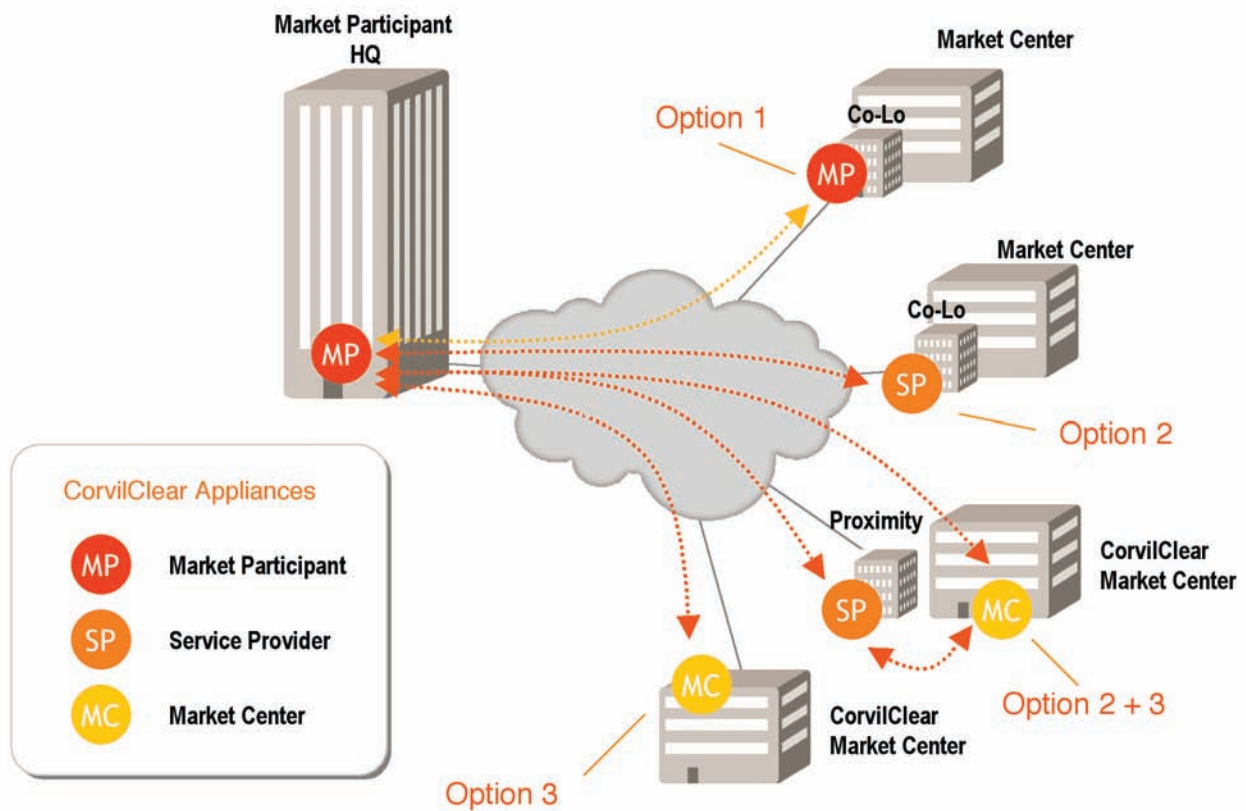 Market Participant
HQ
Market Center
Option 1
Co-Lo
MP
Market Center
Co-Lo
MP
SP
Option 2
CorvilClear Appliances
MP
Market Participant
SP
Service Provider
MC
Market Center
Proximity
CorvilClear
Market Center
SP
MC
Option 2 + 3
MC
CorvilClear
Market Center
Option 3